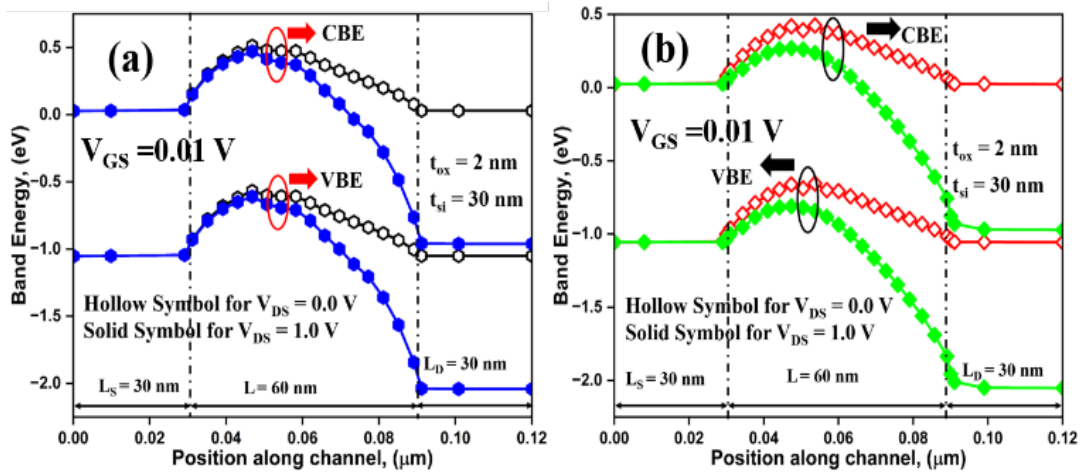 (a)
CBE
V_GS =0.01 V
t_ox = 2 nm
t_si = 30 nm
VBE
Hollow Symbol for V_DS = 0.0 V
Solid Symbol for V_DS = 1.0 V
L_S = 30 nm
L= 60 nm
L_D = 30 nm
Band Energy, (eV)
0.5
0.0
−0.5
−1.0
−1.5
−2.0
0.00 0.02 0.04 0.06 0.08 0.10 0.12
Position along channel, (μm)
(b)
CBE
V_GS =0.01 V
VBE
t_ox = 2 nm
t_si = 30 nm
Hollow Symbol for V_DS = 0.0 V
Solid Symbol for V_DS = 1.0 V
L_S = 30 nm
L= 60 nm
L_D = 30 nm
Band Energy, (eV)
0.5
0.0
−0.5
−1.0
−1.5
−2.0
0.00 0.02 0.04 0.06 0.08 0.10 0.12
Position along channel, (μm)